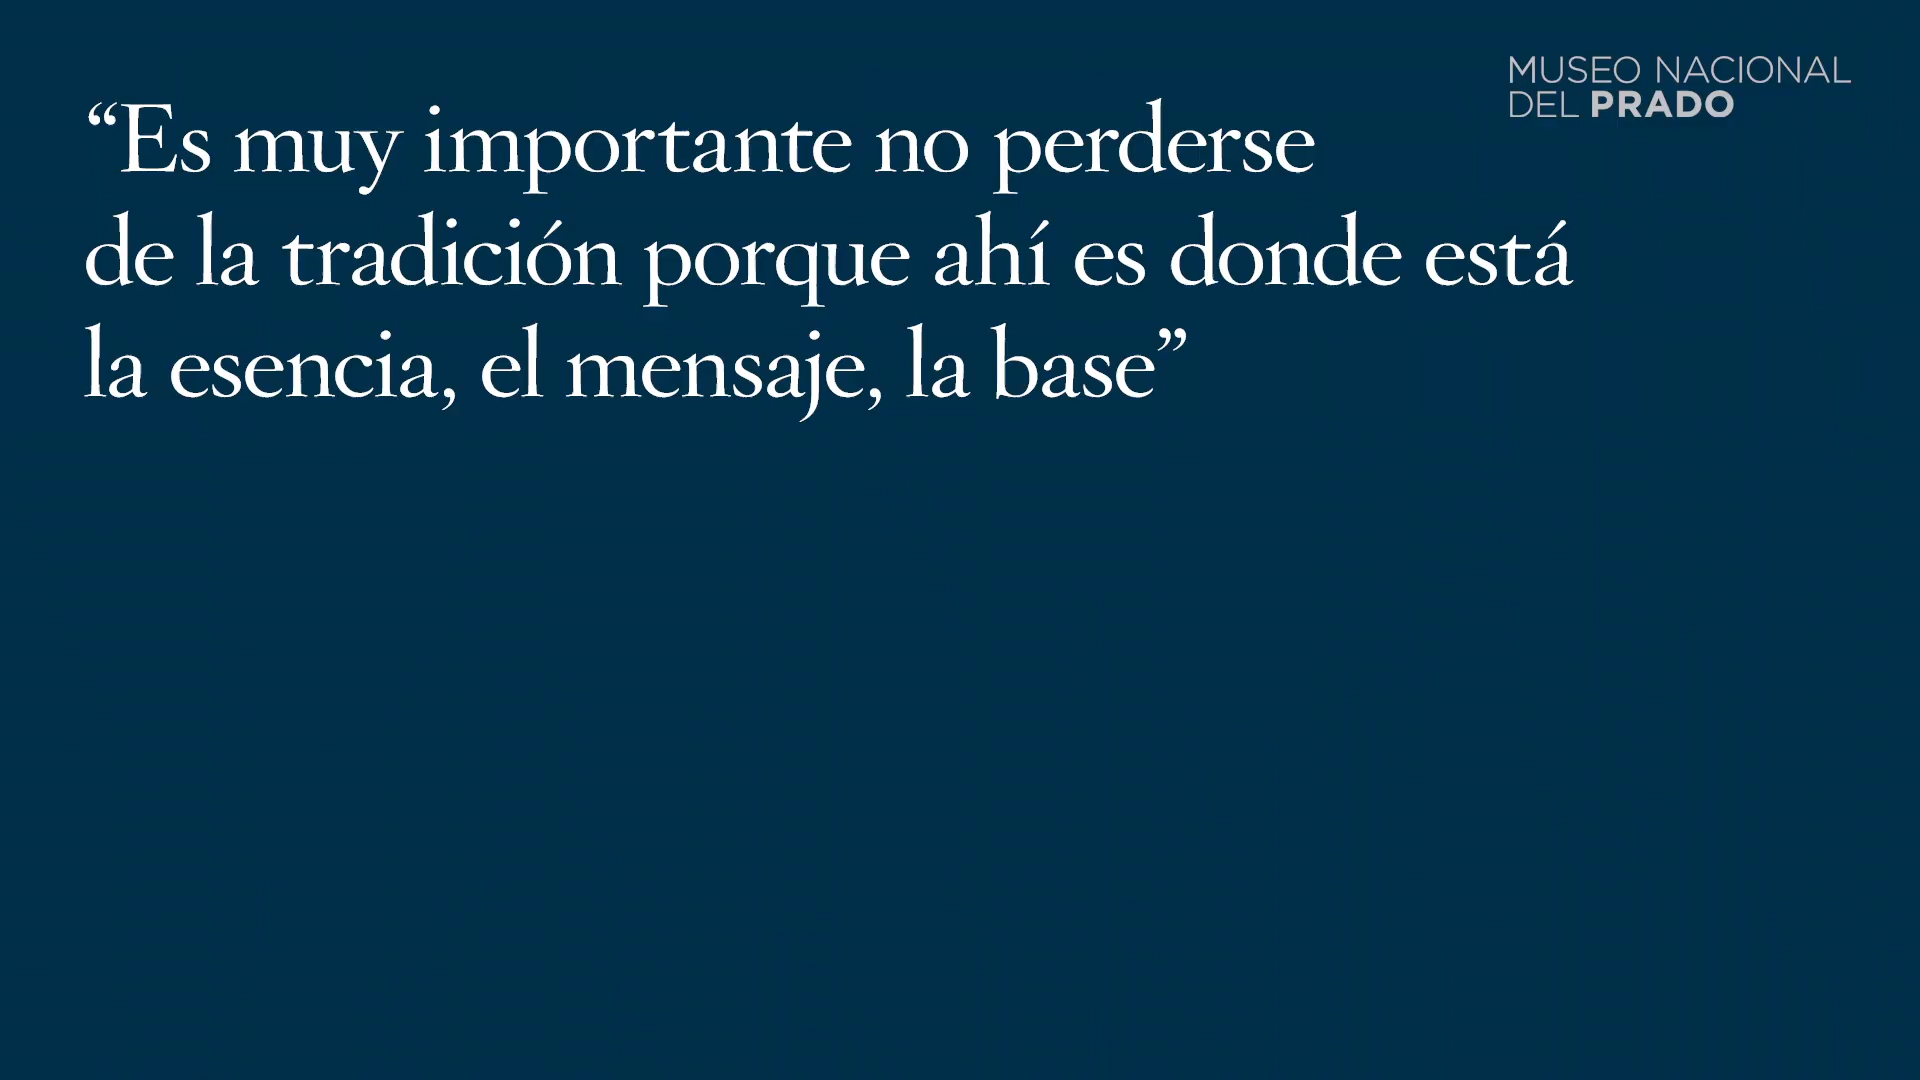 “Es muy importante no perderse
de la tradición porque ahí es donde está
la esencia, el mensaje, la base”
MUSEO NACIONAL
DEL PRADO